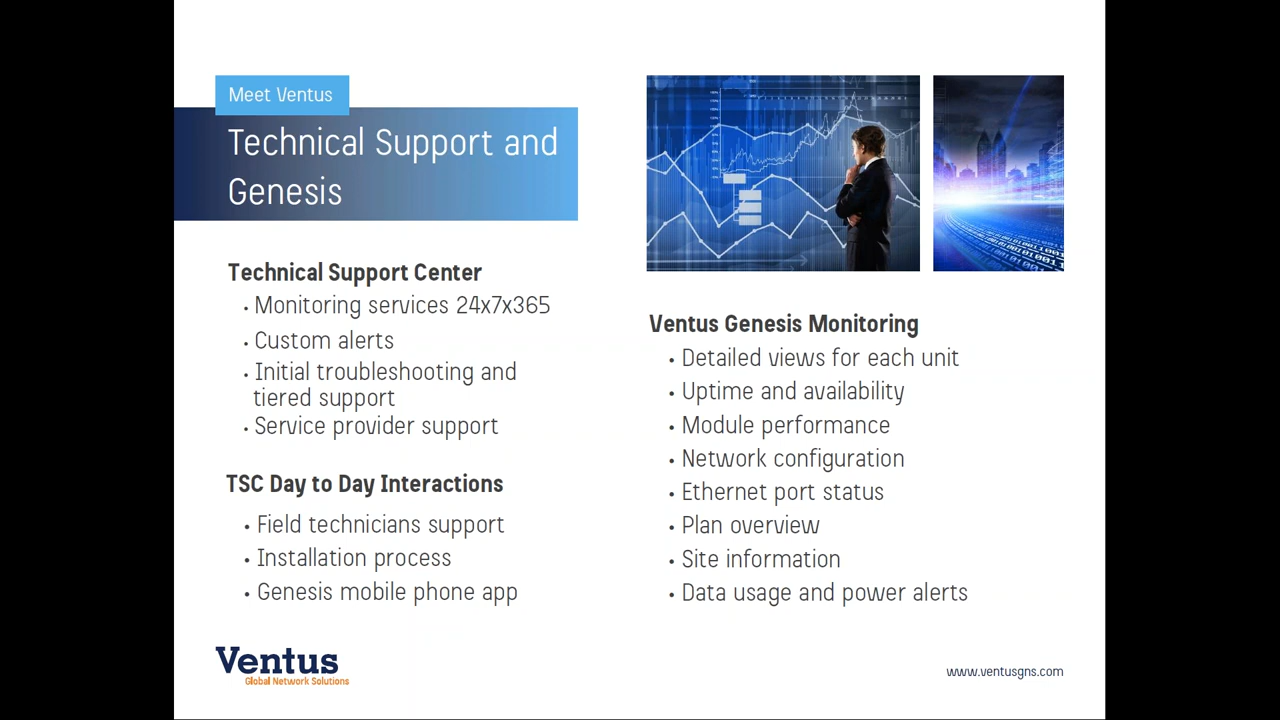 Meet Ventus
Technical Support and
Genesis
Technical Support Center
• Monitoring services 24x7x365
• Custom alerts
• Initial troubleshooting and
tiered support
• Service provider support
TSC Day to Day Interactions
• Field technicians support
• Installation process
• Genesis mobile phone app
Ventus Genesis Monitoring
• Detailed views for each unit
• Uptime and availability
• Module performance
• Network configuration
• Ethernet port status
• Plan overview
• Site information
• Data usage and power alerts
Ventus
Global Network Solutions
www.ventusgns.com